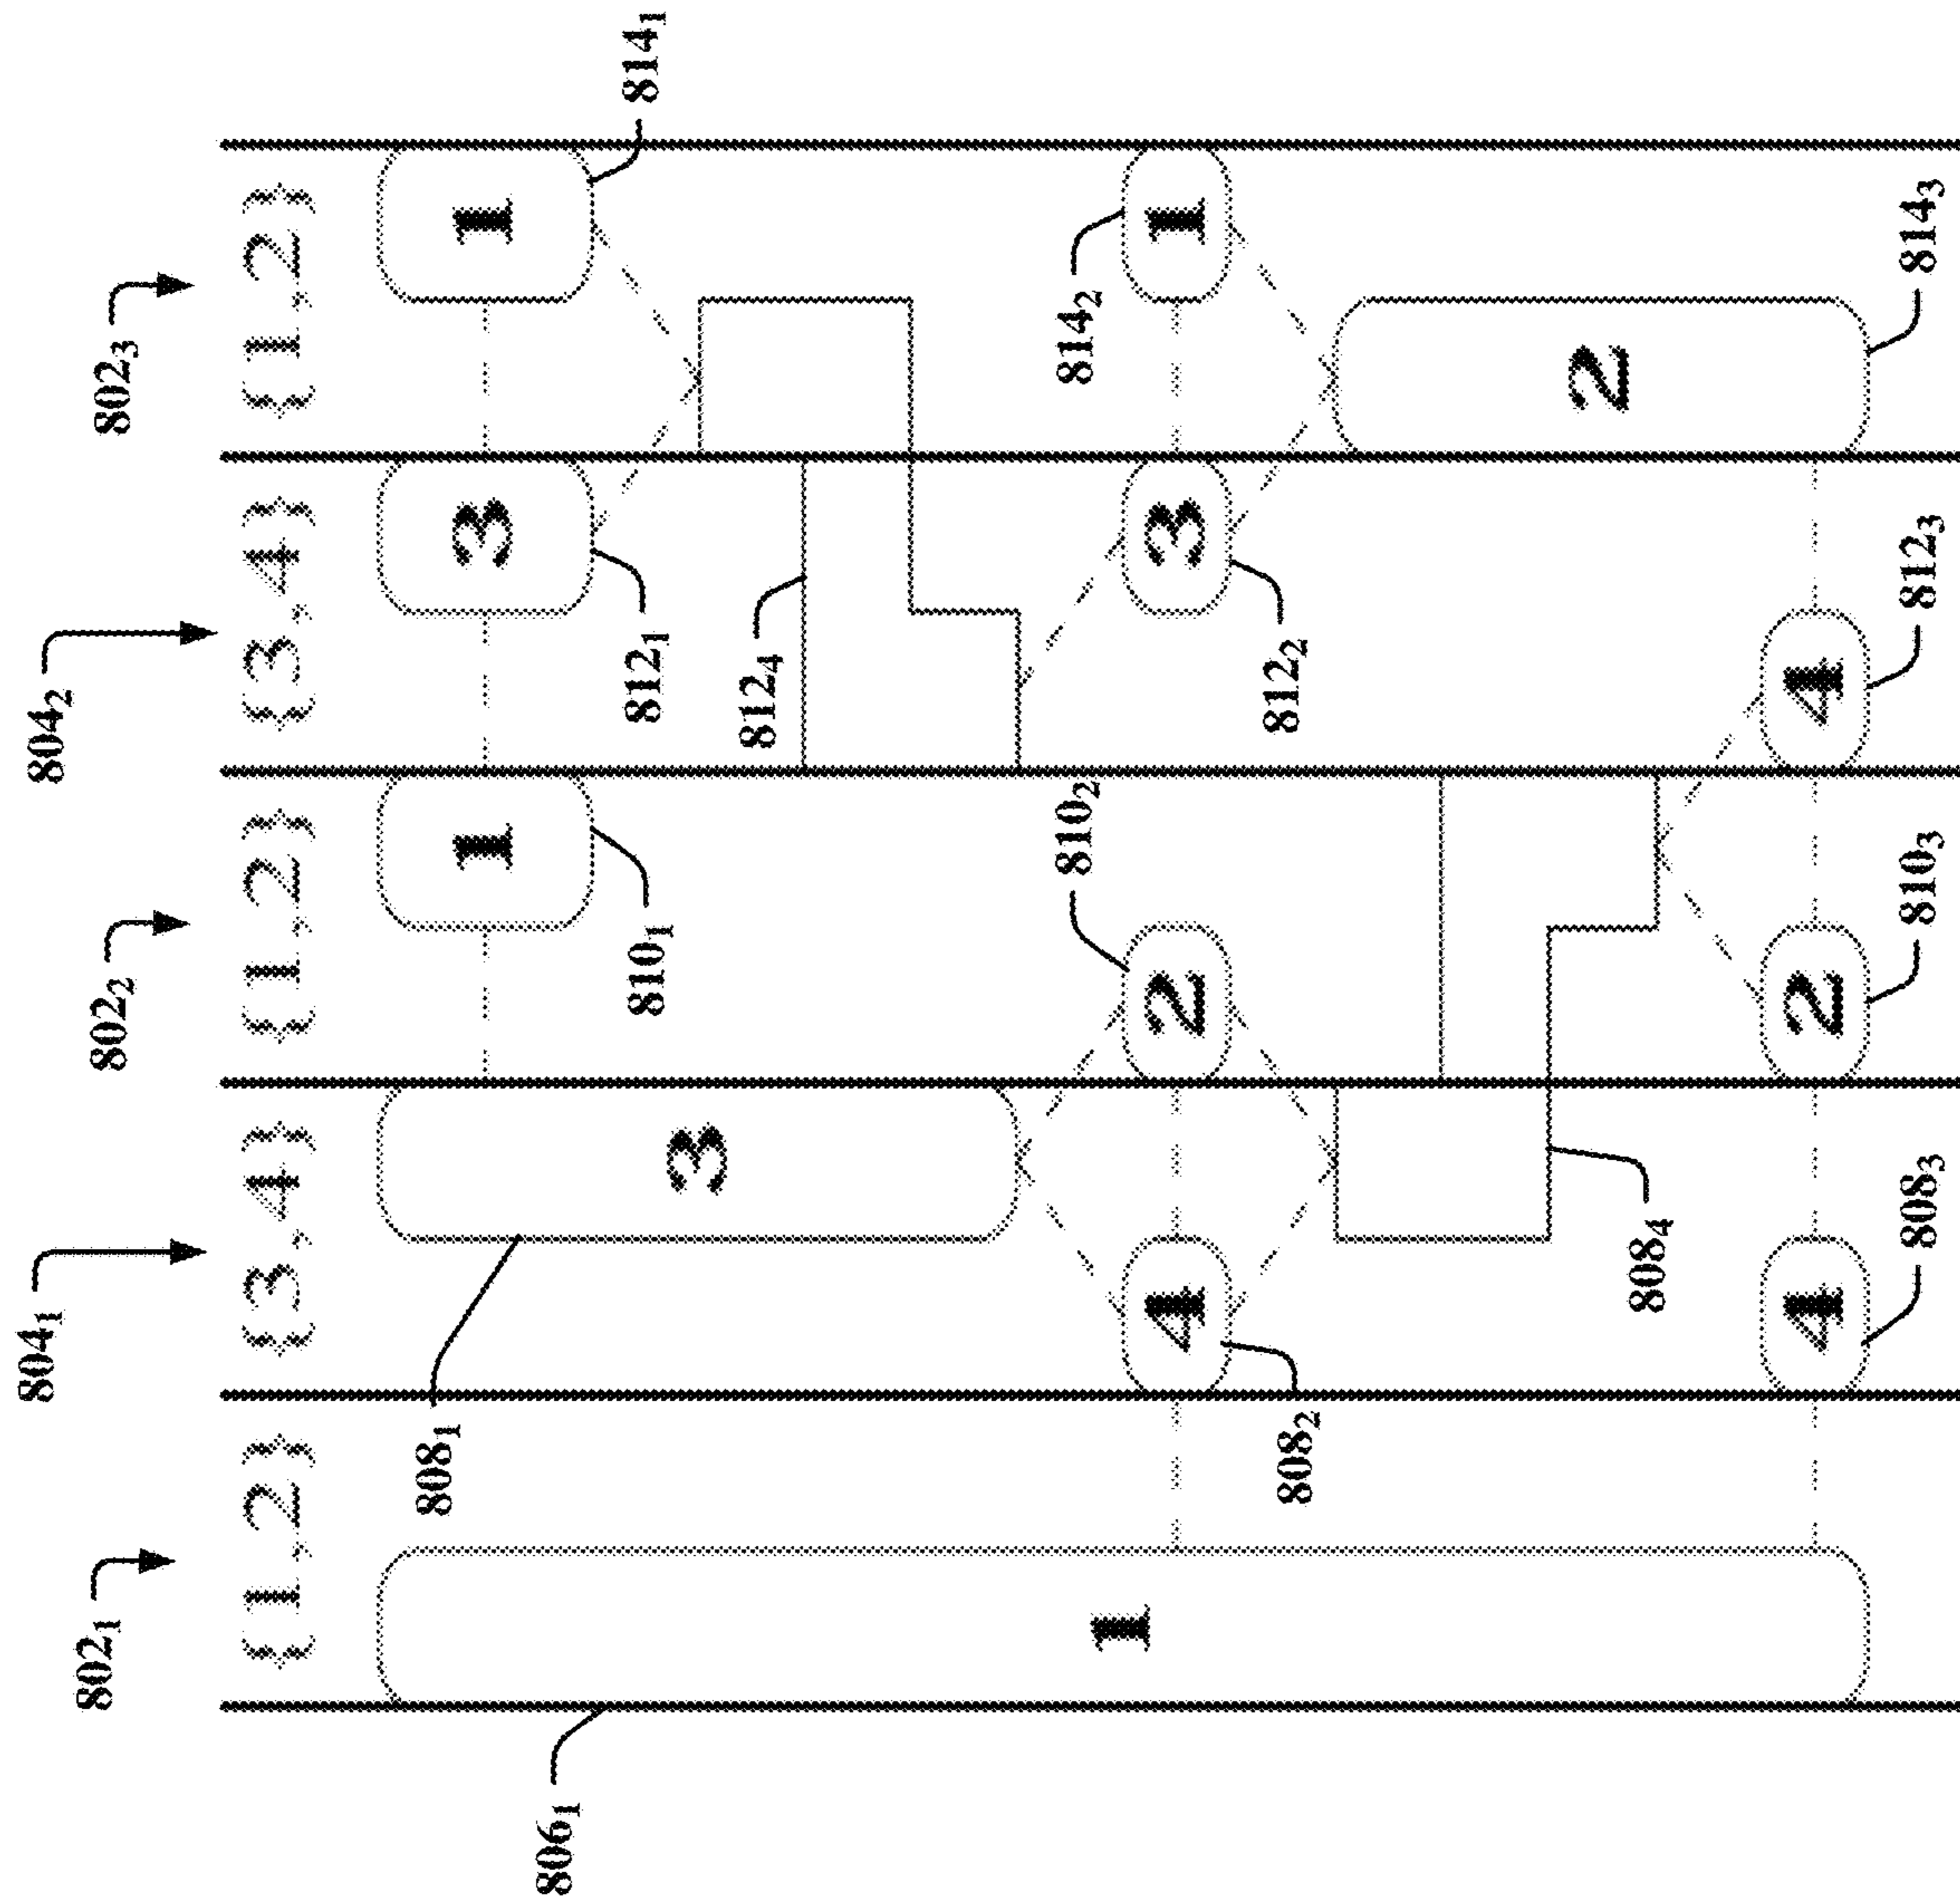 804₁ 804₂
802₁ 802₂ 802₃
{1,2} {3,4} {1,2} {3,4} {1,2}
808₁
1 3 1
806₁
810₁ 812₁ 814₁
3
812₄
810₂ 814₂
1
4 2 3 1
808₂ 812₂
2
808₄
4 2 4
808₃ 810₃ 812₃ 814₃